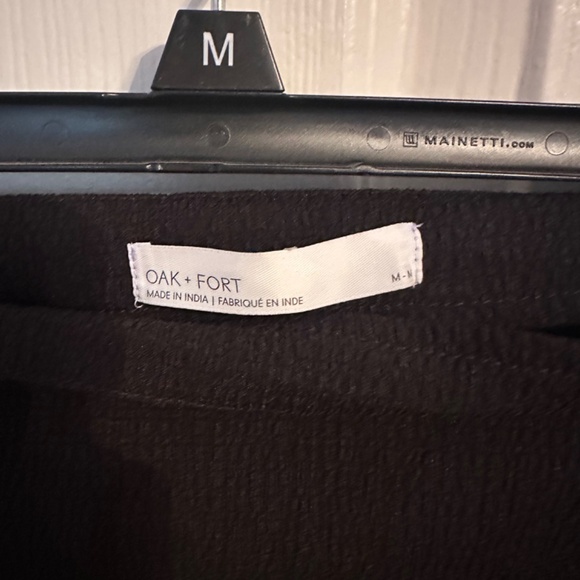 M
MAINETTI.COM
OAK + FORT
M - M
MADE IN INDIA | FABRIQUÉ EN INDE